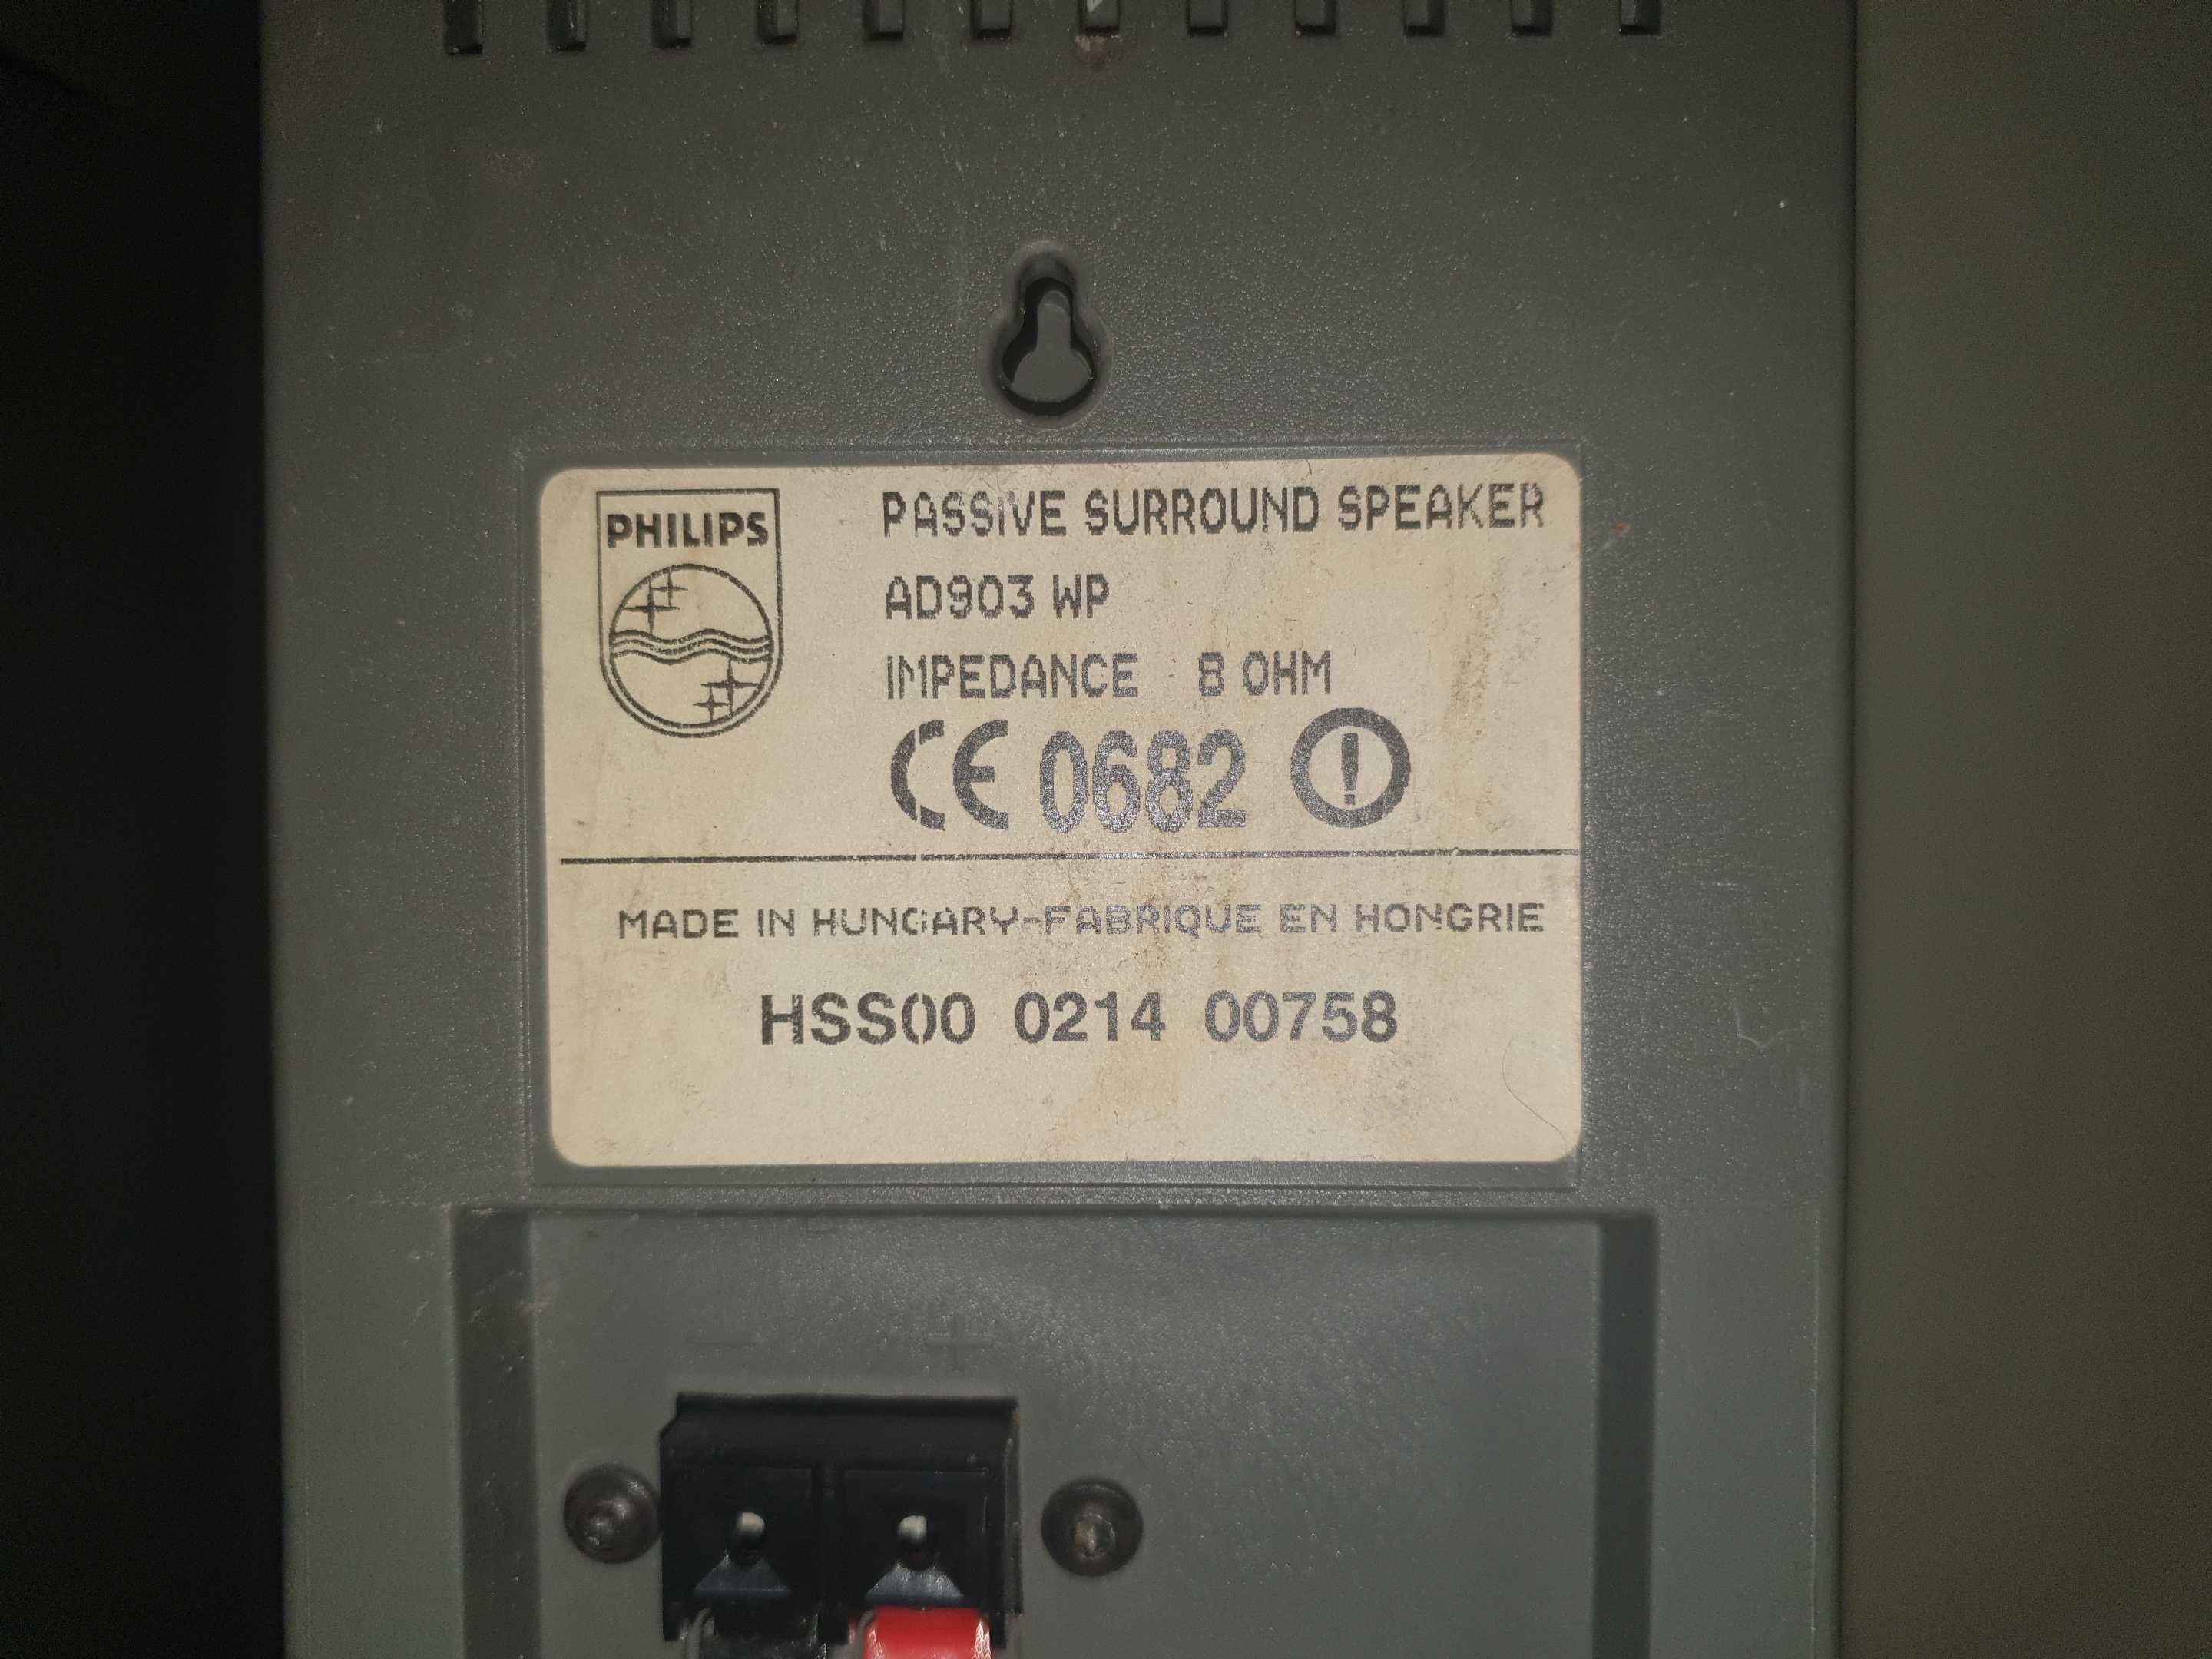 PHILIPS
PASSIVE SURROUND SPEAKER
AD903 WP
IMPEDANCE 8 OHM
CE 0682 !
MADE IN HUNGARY-FABRIQUE EN HONGRIE
HSS00 0214 00758
- +